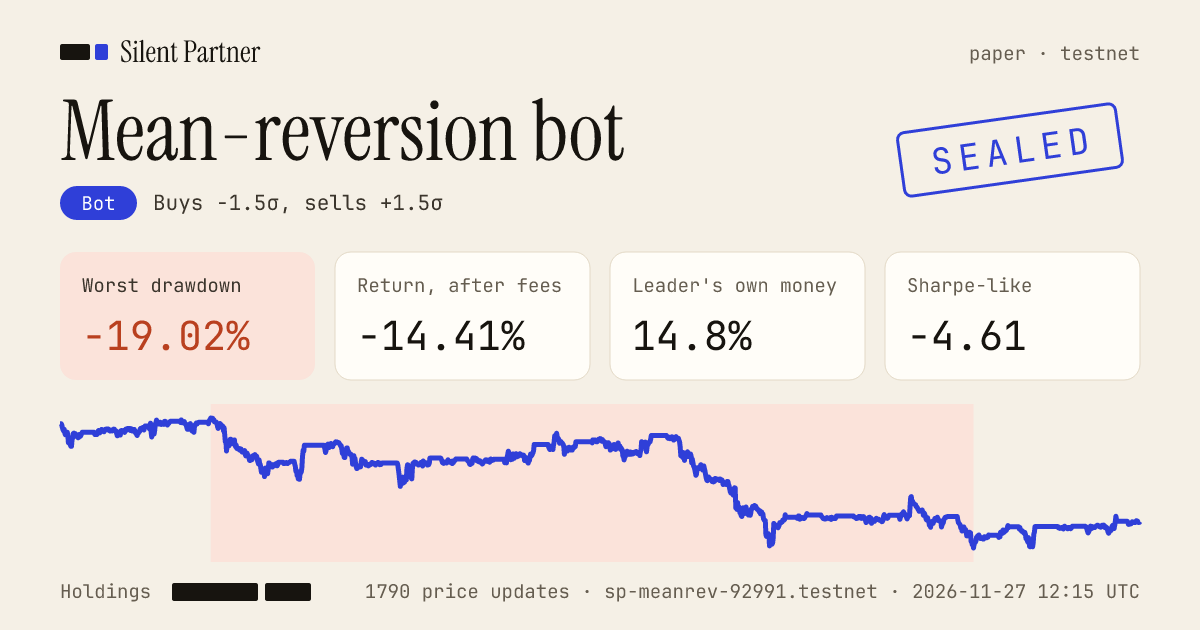 Silent Partner
paper · testnet
Mean-reversion bot
SEALED
Bot
Buys -1.5σ, sells +1.5σ
Worst drawdown
-19.02%
Return, after fees
-14.41%
Leader's own money
14.8%
Sharpe-like
-4.61
Holdings
1790 price updates · sp-meanrev-92991.testnet · 2026-11-27 12:15 UTC